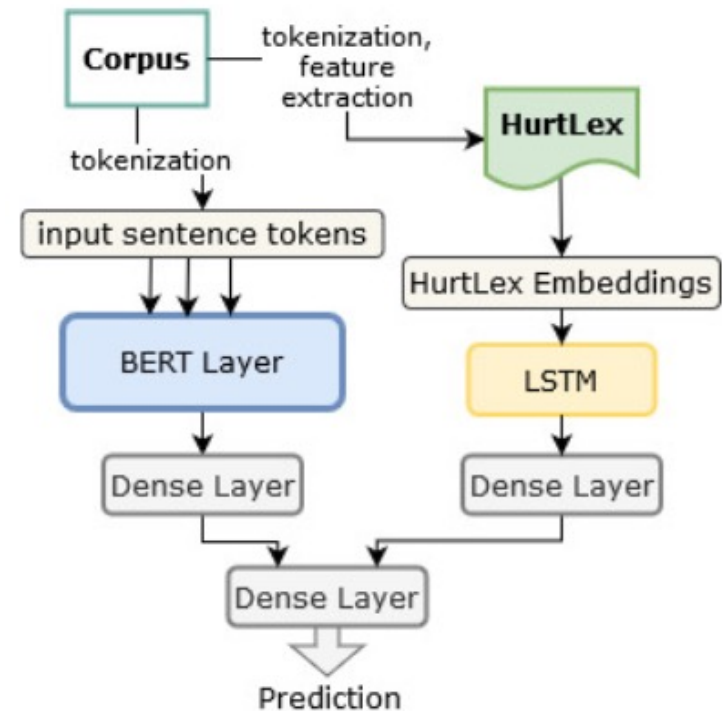 Corpus
tokenization,
feature
extraction
HurtLex
tokenization
input sentence tokens
HurtLex Embeddings
BERT Layer
LSTM
Dense Layer
Dense Layer
Dense Layer
Prediction